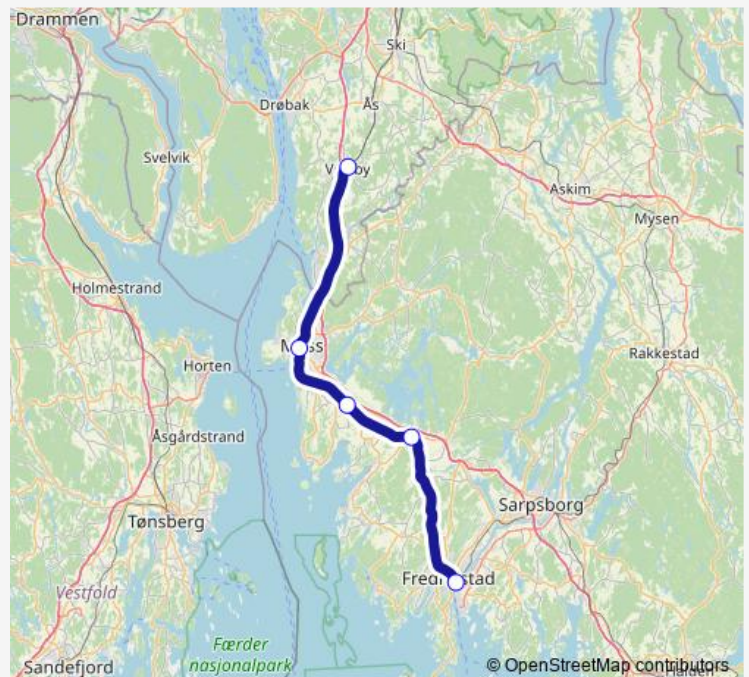 Drammen
Ski
Drøbak
Ås
Svelvik
Askim
Mysen
Holmestrand
Horten
Rakkestad
Åsgårdstrand
Sarpsborg
Tønsberg
Vestfold
Færder
nasjonalpark
Sandefjord
© OpenStreetMap contributors